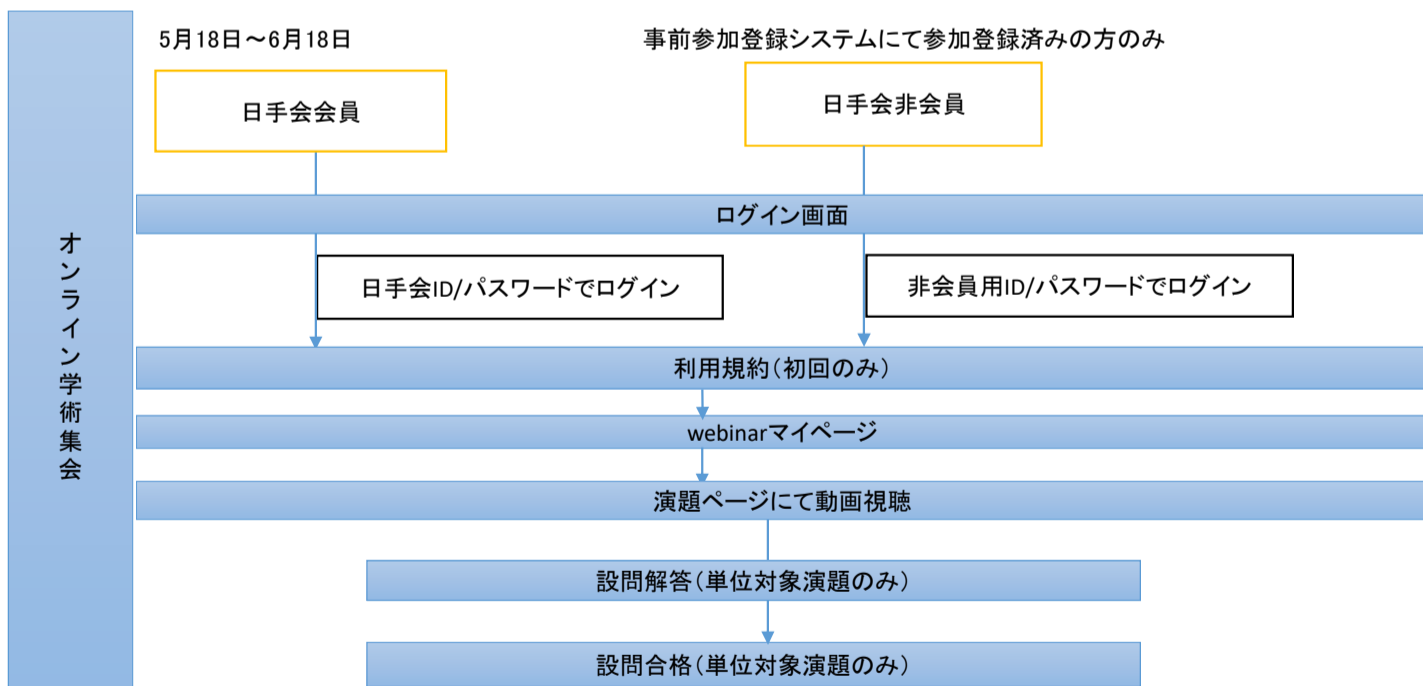 オンライン学術集会
5月18日～6月18日
事前参加登録システムにて参加登録済みの方のみ
日手会会員
日手会非会員
ログイン画面
日手会ID/パスワードでログイン
非会員用ID/パスワードでログイン
利用規約（初回のみ）
webinarマイページ
演題ページにて動画視聴
設問解答（単位対象演題のみ）
設問合格（単位対象演題のみ）